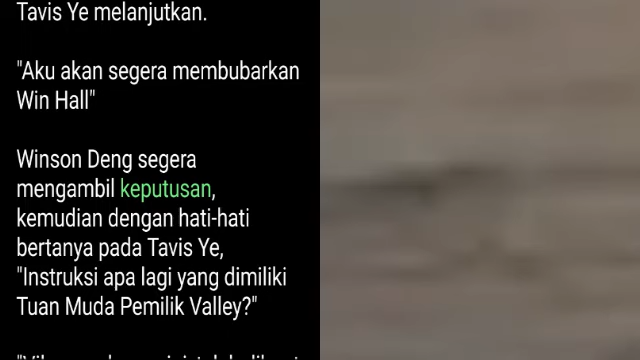 Tavis Ye melanjutkan.
"Aku akan segera membubarkan
Win Hall"
Winson Deng segera
mengambil keputusan,
kemudian dengan hati-hati
bertanya pada Tavis Ye,
"Instruksi apa lagi yang dimiliki
Tuan Muda Pemilik Valley?"